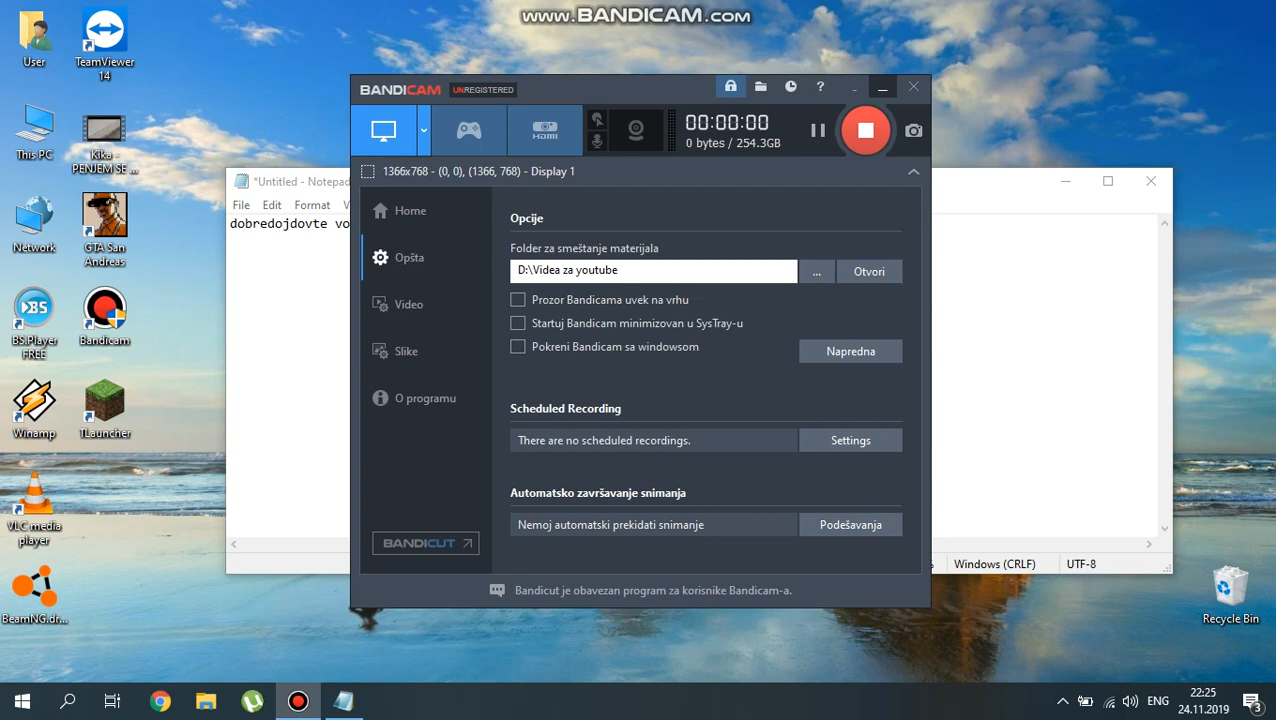 www.BANDICAM.com
User
TeamViewer
14
This PC
Kika -
PENJEM SE ...
Network
GTA San
Andreas
BS.Player
FREE
Bandicam
Winamp
TLauncher
VLC media
player
BeamNG.dr...
Recycle Bin
*Untitled - Notepad
File Edit Format V
dobredojdovte vo
Windows (CRLF) UTF-8
BANDICAM UNREGISTERED
HDMI
00:00:00
0 bytes / 254.3GB
1366x768 - (0, 0), (1366, 768) - Display 1
Home
Opšta
Video
Slike
O programu
BANDICUT
Opcije
Folder za smeštanje materijala
D:\Videa za youtube ... Otvori
Prozor Bandicama uvek na vrhu
Startuj Bandicam minimizovan u SysTray-u
Pokreni Bandicam sa windowsom
Napredna
Scheduled Recording
There are no scheduled recordings. Settings
Automatsko završavanje snimanja
Nemoj automatski prekidati snimanje Podešavanja
Bandicut je obavezan program za korisnike Bandicam-a.
ENG
22:25
24.11.2019
3